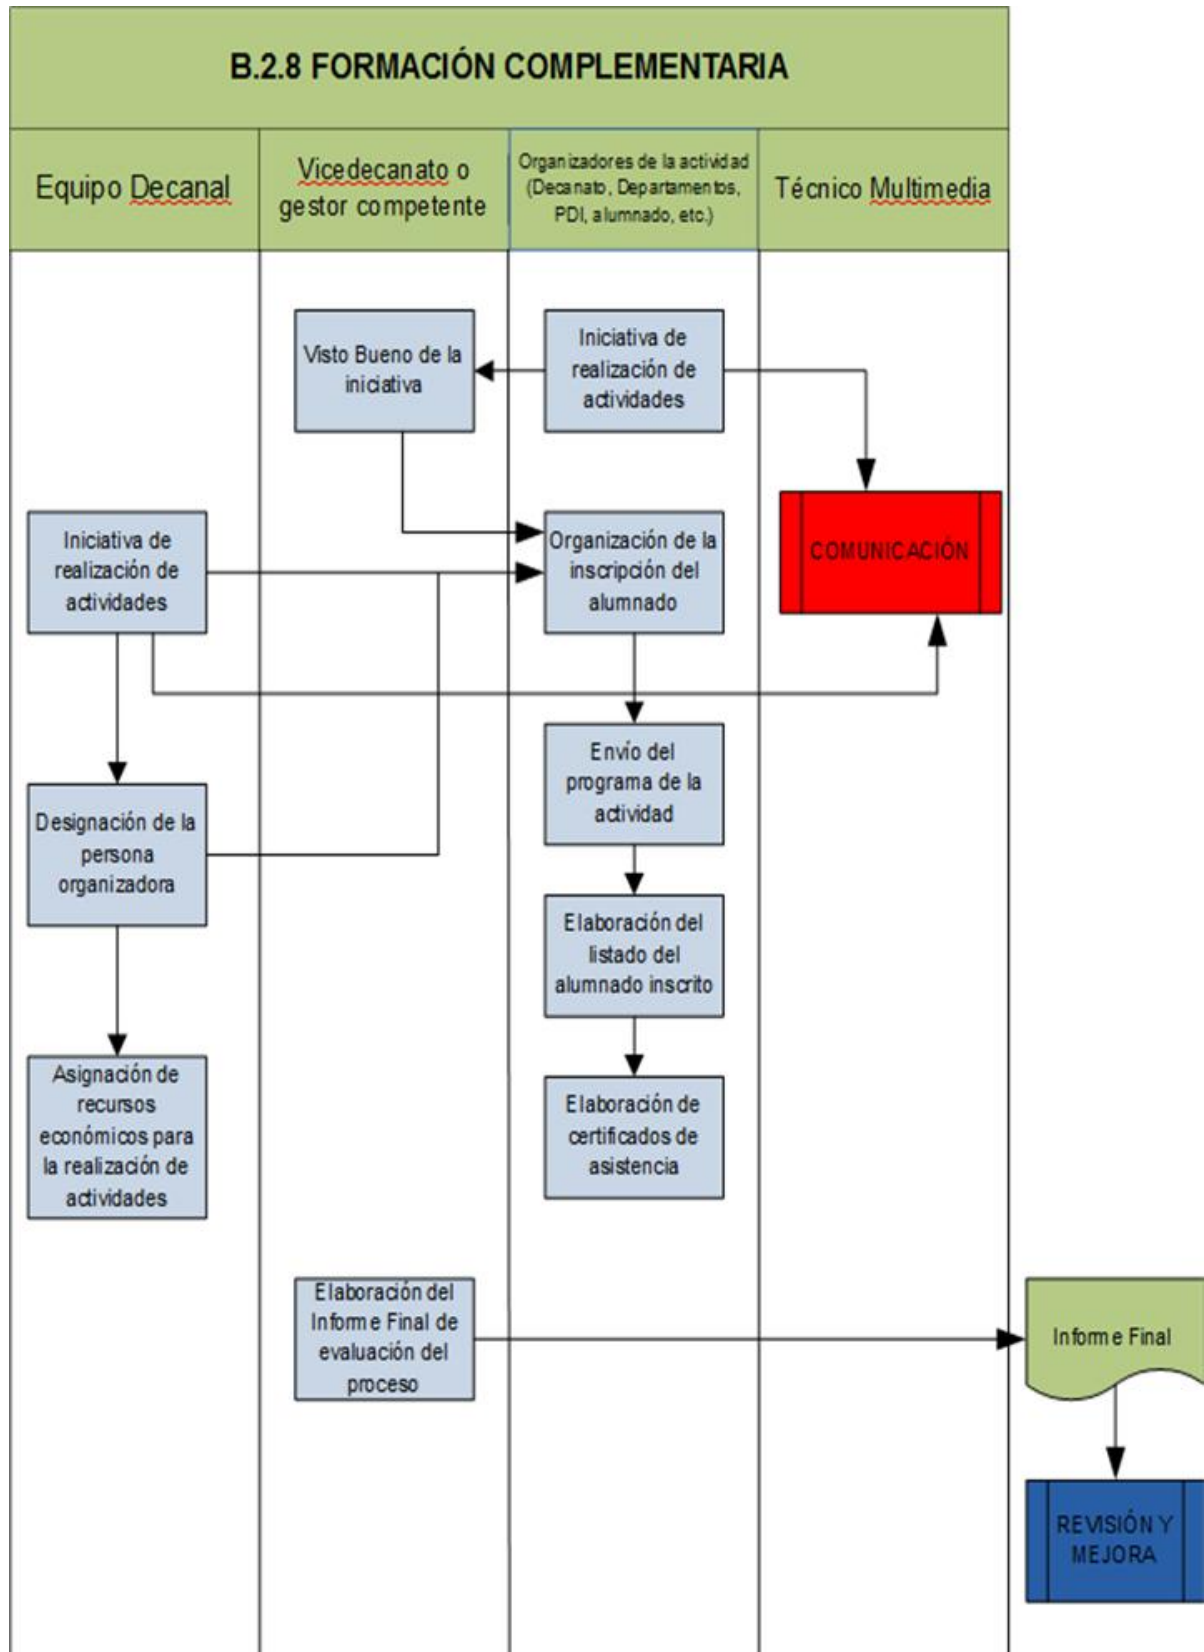 B.2.8 FORMACIÓN COMPLEMENTARIA
Equipo Decanal
Vicedecanato o
gestor competente
Organizadores de la actividad
(Decanato, Departamentos,
PDI, alumnado, etc.)
Técnico Multimedia
Visto Bueno de la
iniciativa
Iniciativa de
realización de
actividades
Iniciativa de
realización de
actividades
Organización de la
inscripción del
alumnado
COMUNICACIÓN
Envío del
programa de la
actividad
Designación de la
persona
organizadora
Elaboración del
listado del
alumnado inscrito
Asignación de
recursos
económicos para
la realización de
actividades
Elaboración de
certificados de
asistencia
Elaboración del
Informe Final de
evaluación del
proceso
Informe Final
REVISIÓN Y
MEJORA